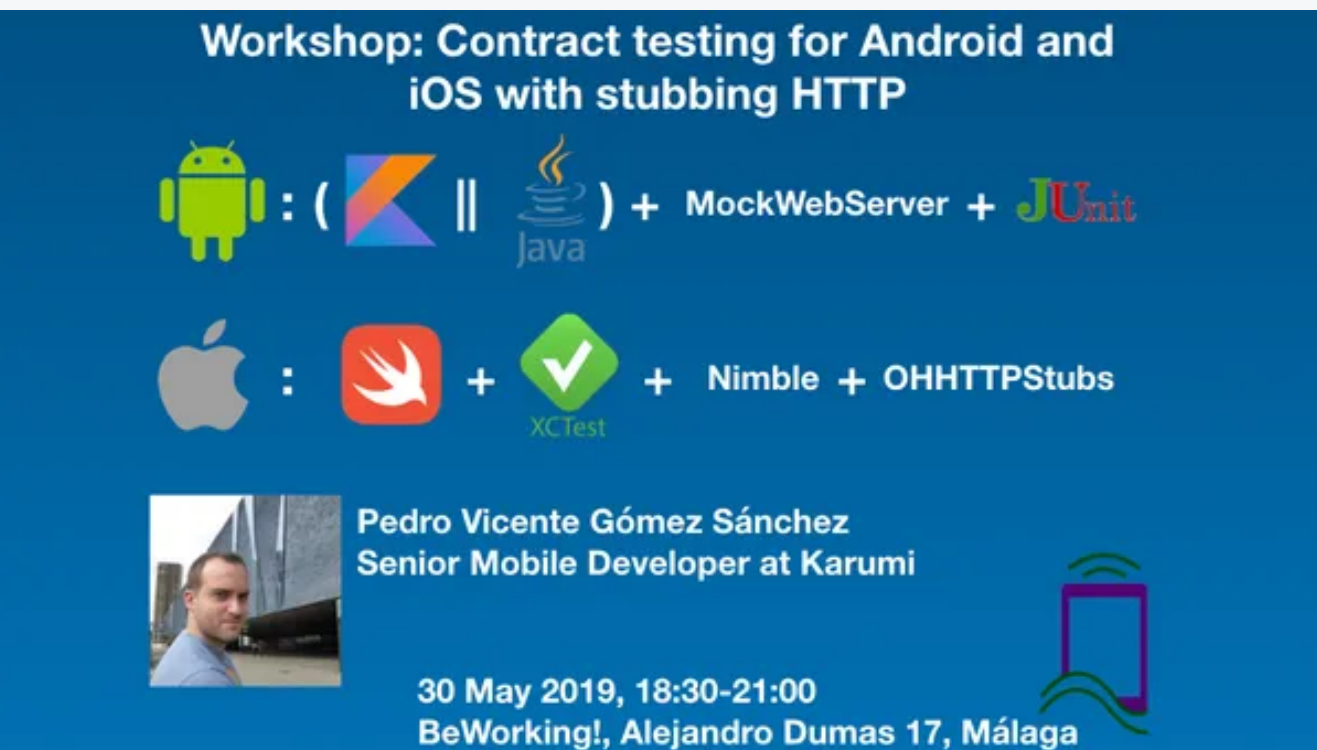 Workshop: Contract testing for Android and
iOS with stubbing HTTP
: ( || Java ) + MockWebServer + JUnit
: + XCTest + Nimble + OHHTTPStubs
Pedro Vicente Gómez Sánchez
Senior Mobile Developer at Karumi
30 May 2019, 18:30-21:00
BeWorking!, Alejandro Dumas 17, Málaga